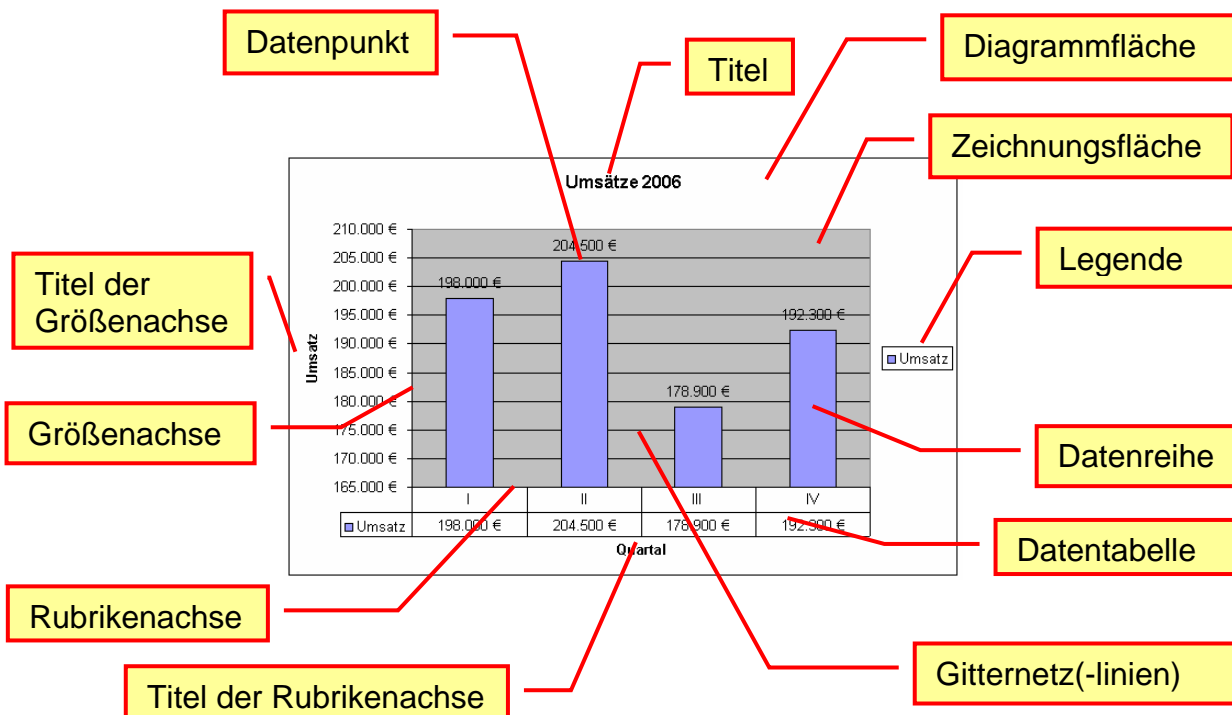 Datenpunkt
Titel
Diagrammfläche
Zeichnungsfläche
Umsätze 2006
Titel der
Größenachse
Legende
Größenachse
Datenreihe
Umsatz
210.000 €
205.000 €
200.000 €
195.000 €
190.000 €
185.000 €
180.000 €
175.000 €
170.000 €
165.000 €
198.000 €
204.500 €
178.900 €
192.300 €
Umsatz
I II III IV
Umsatz 198.000 € 204.500 € 178.900 € 192.300 €
Quartal
Datentabelle
Rubrikenachse
Gitternetz(-linien)
Titel der Rubrikenachse